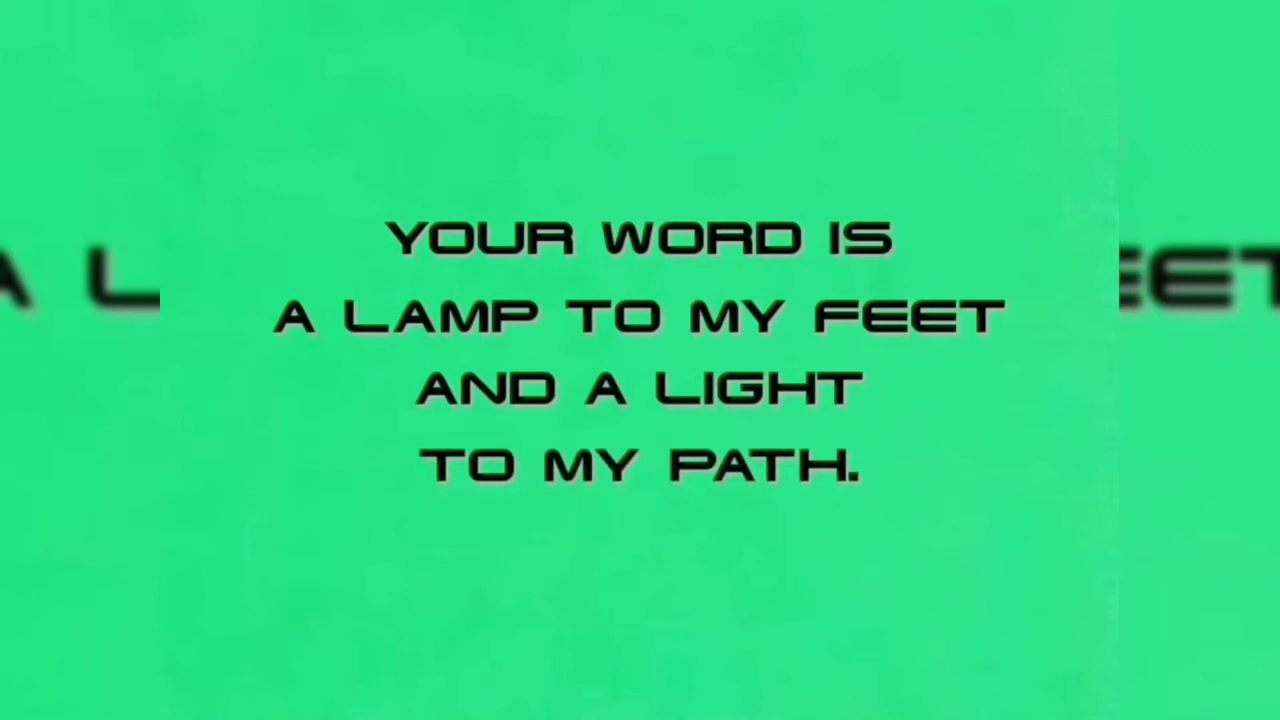 YOUR WORD IS
A LAMP TO MY FEET
AND A LIGHT
TO MY PATH.